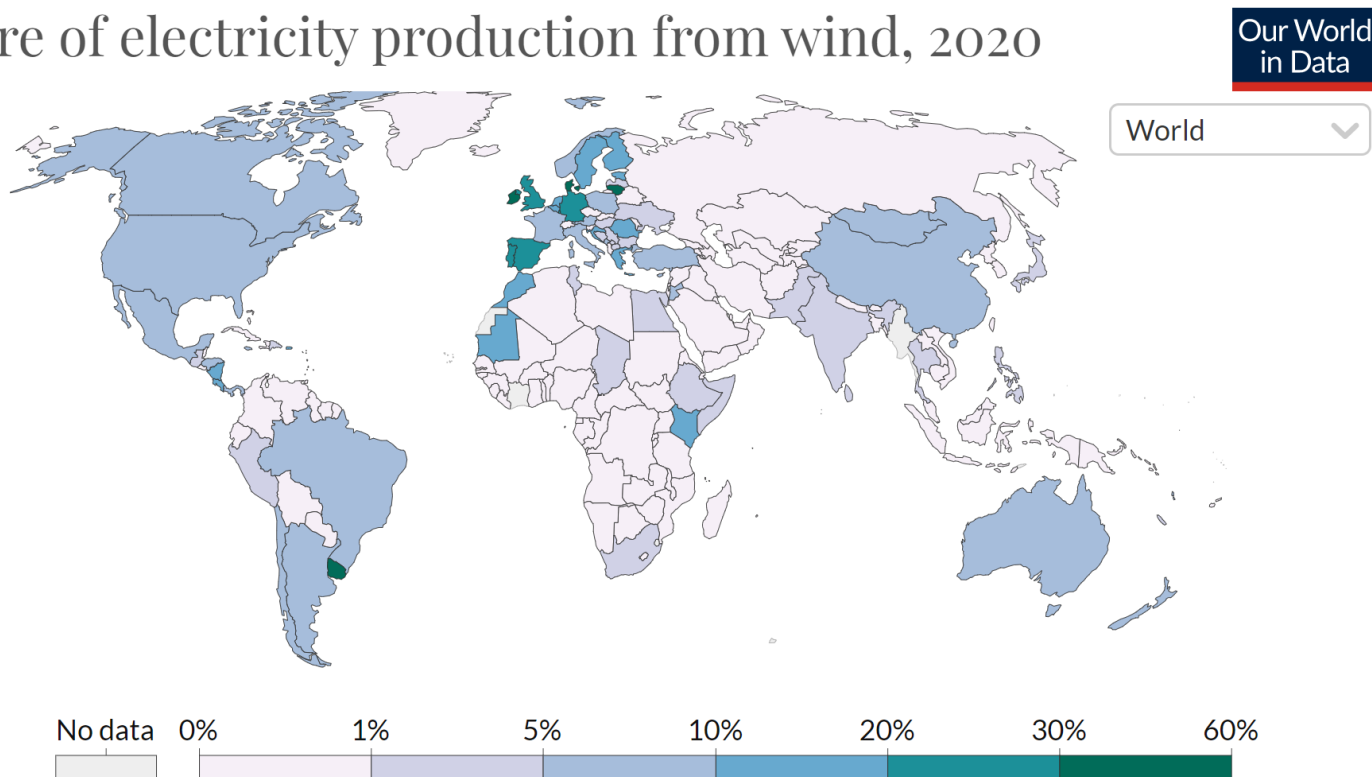 re of electricity production from wind, 2020
Our World
in Data
World
No data 0% 1% 5% 10% 20% 30% 60%